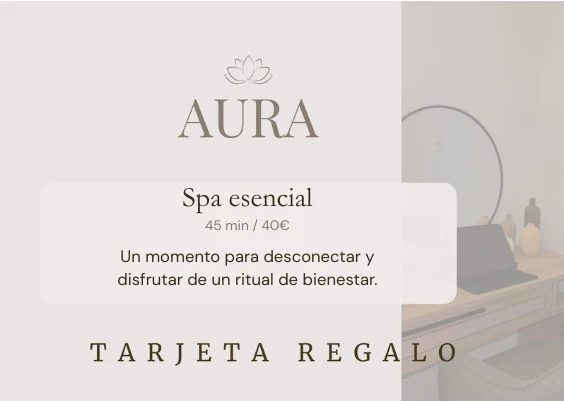 AURA
Spa esencial
45 min / 40€
Un momento para desconectar y
disfrutar de un ritual de bienestar.
TARJETA REGALO